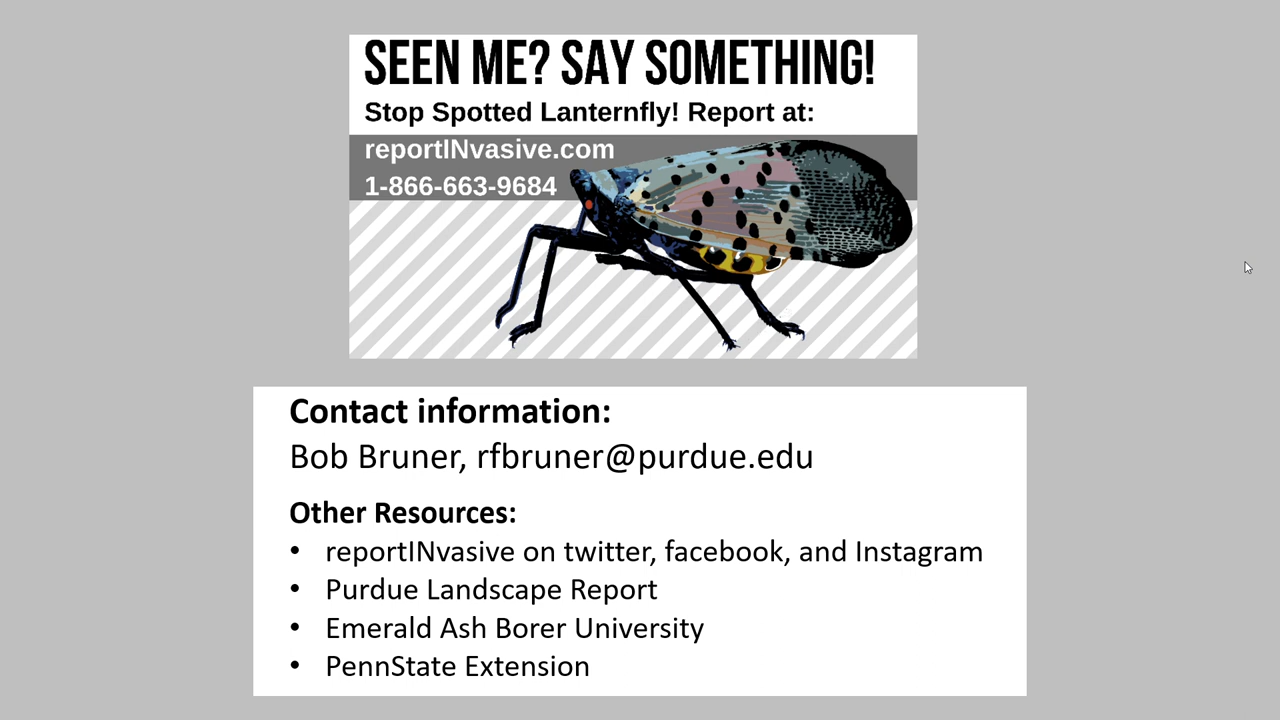 SEEN ME? SAY SOMETHING!
Stop Spotted Lanternfly! Report at:
reportINvasive.com
1-866-663-9684
Contact information:
Bob Bruner, rfbruner@purdue.edu
Other Resources:
• reportINvasive on twitter, facebook, and Instagram
• Purdue Landscape Report
• Emerald Ash Borer University
• PennState Extension